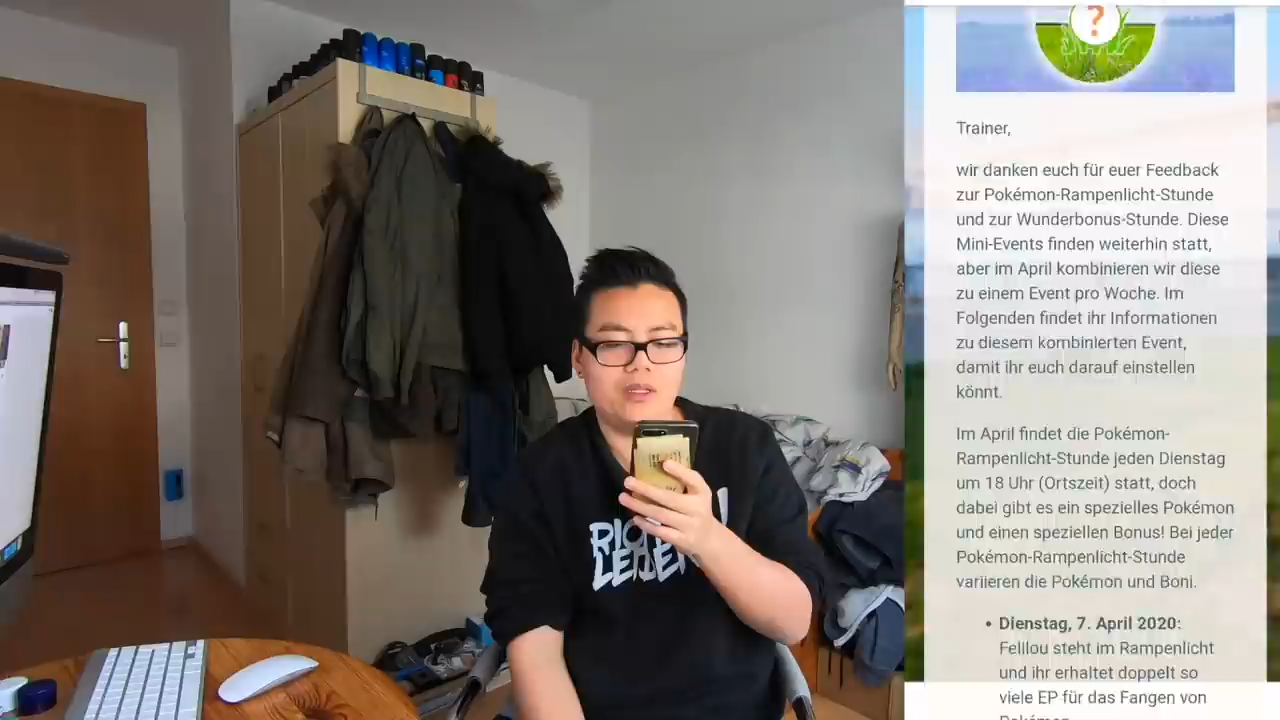 ?
Trainer,
wir danken euch für euer Feedback
zur Pokémon-Rampenlicht-Stunde
und zur Wunderbonus-Stunde. Diese
Mini-Events finden weiterhin statt,
aber im April kombinieren wir diese
zu einem Event pro Woche. Im
Folgenden findet ihr Informationen
zu diesem kombinierten Event,
damit ihr euch darauf einstellen
könnt.
Im April findet die Pokémon-
Rampenlicht-Stunde jeden Dienstag
um 18 Uhr (Ortszeit) statt, doch
dabei gibt es ein spezielles Pokémon
und einen speziellen Bonus! Bei jeder
Pokémon-Rampenlicht-Stunde
variieren die Pokémon und Boni.
• Dienstag, 7. April 2020:
Felilou steht im Rampenlicht
und ihr erhaltet doppelt so
viele EP für das Fangen von
Pokémon